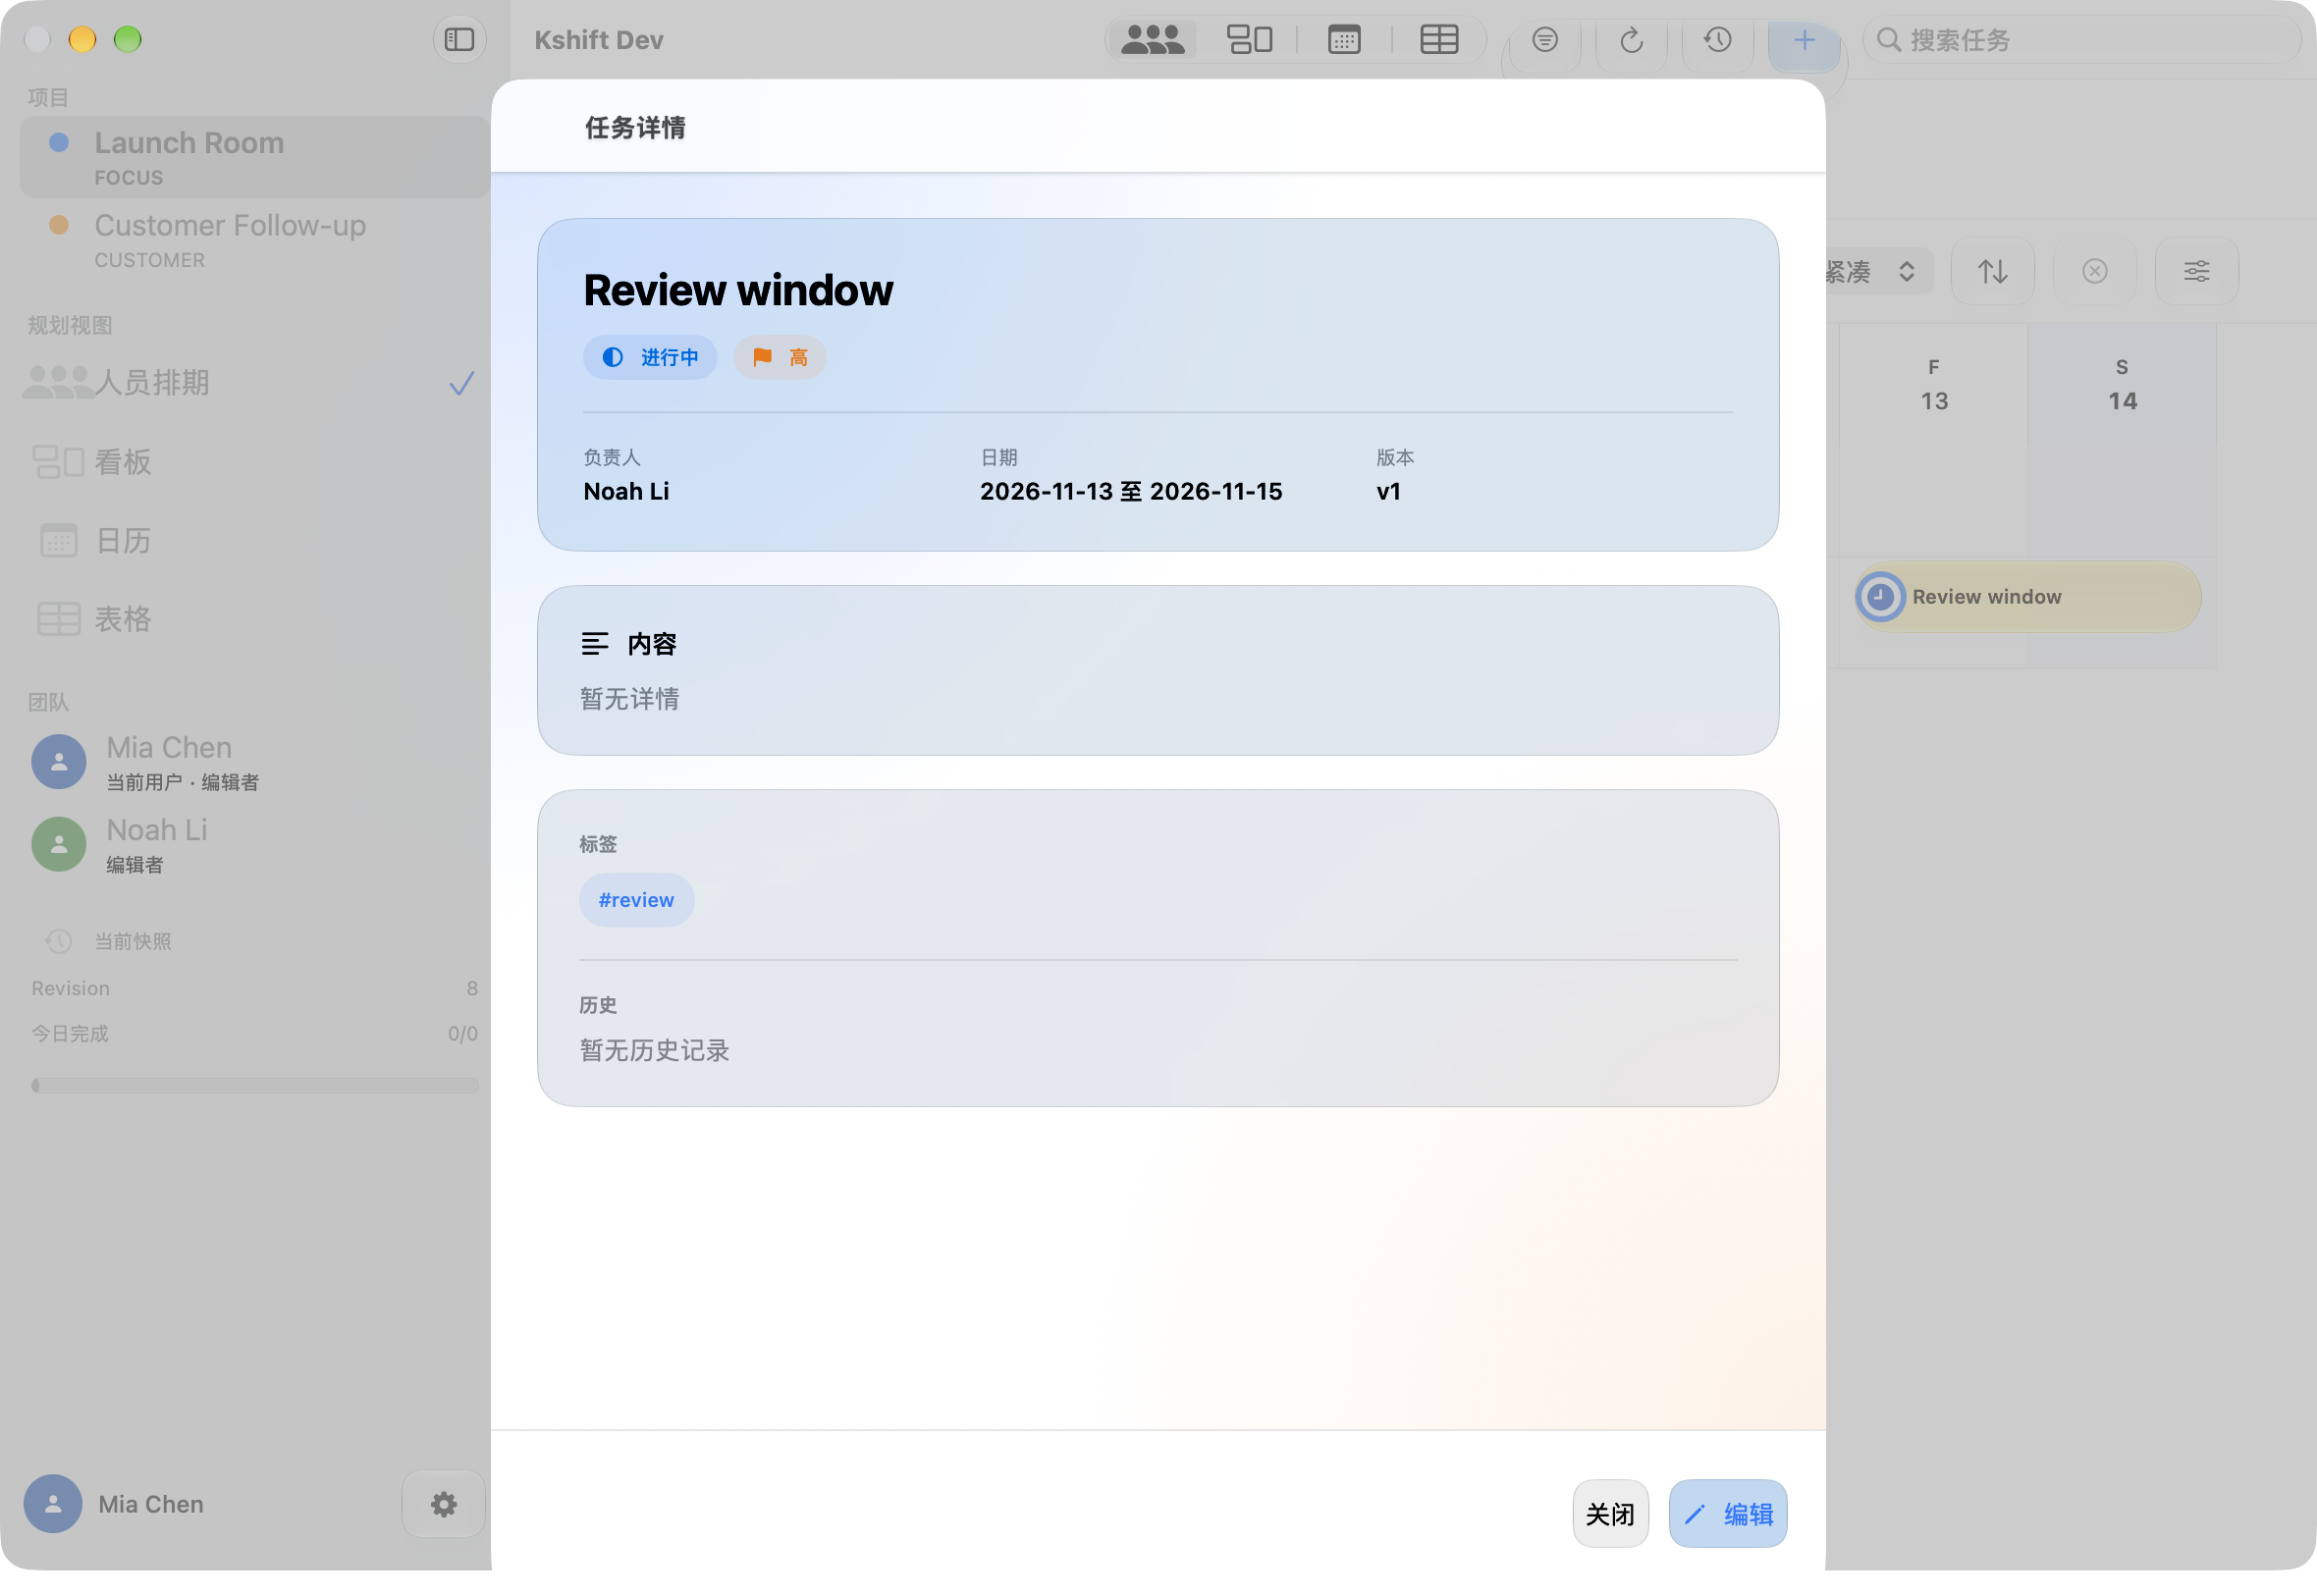 Kshift Dev
搜索任务
项目
Launch Room
FOCUS
Customer Follow-up
CUSTOMER
规划视图
人员排期
看板
日历
表格
团队
Mia Chen
当前用户 · 编辑者
Noah Li
编辑者
当前快照
Revision 8
今日完成 0/0
Mia Chen
任务详情
Review window
进行中 高
负责人 日期 版本
Noah Li 2026-11-13 至 2026-11-15 v1
内容
暂无详情
标签
#review
历史
暂无历史记录
关闭 编辑
紧凑
F S
13 14
Review window